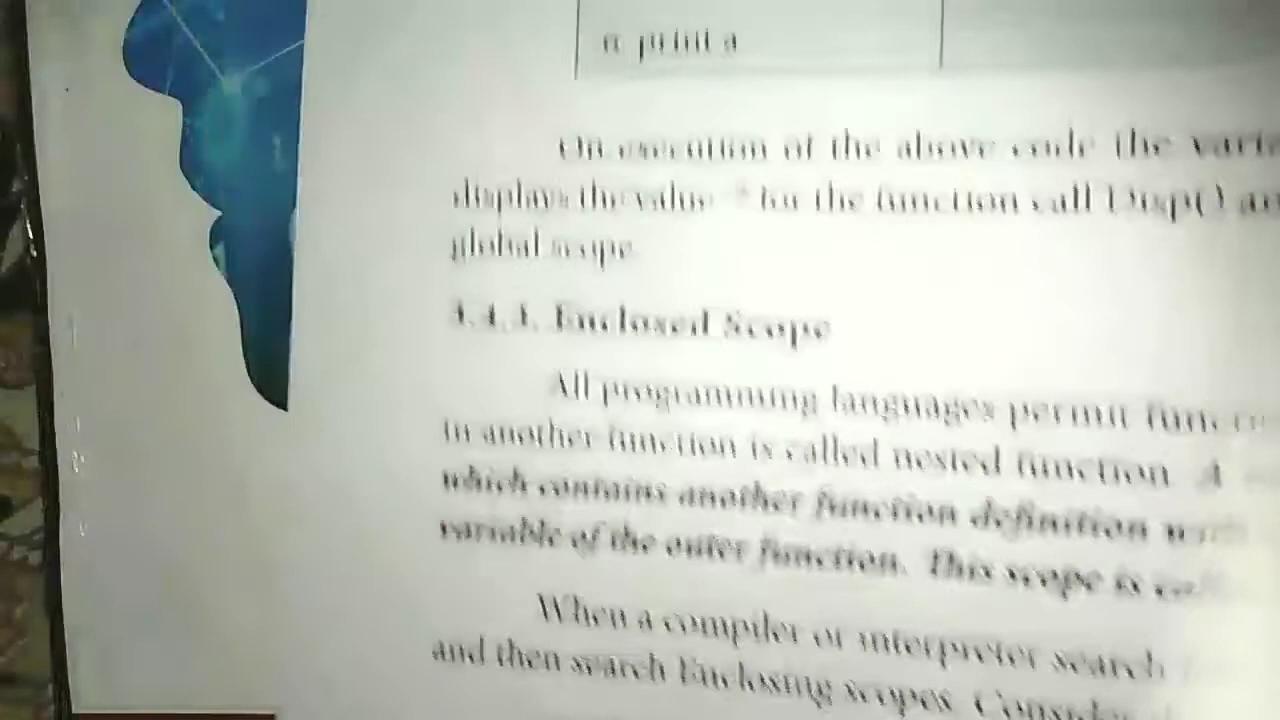 print a
On execution of the above code the
displays the value for the function call Disp()
global scope
Enclosed Scope
All programming languages permit
in another function is called nested function. A
which contains another function definition
variable of the outer function. This scope is
When a compiler or interpreter search
and then search Enclosing scopes.